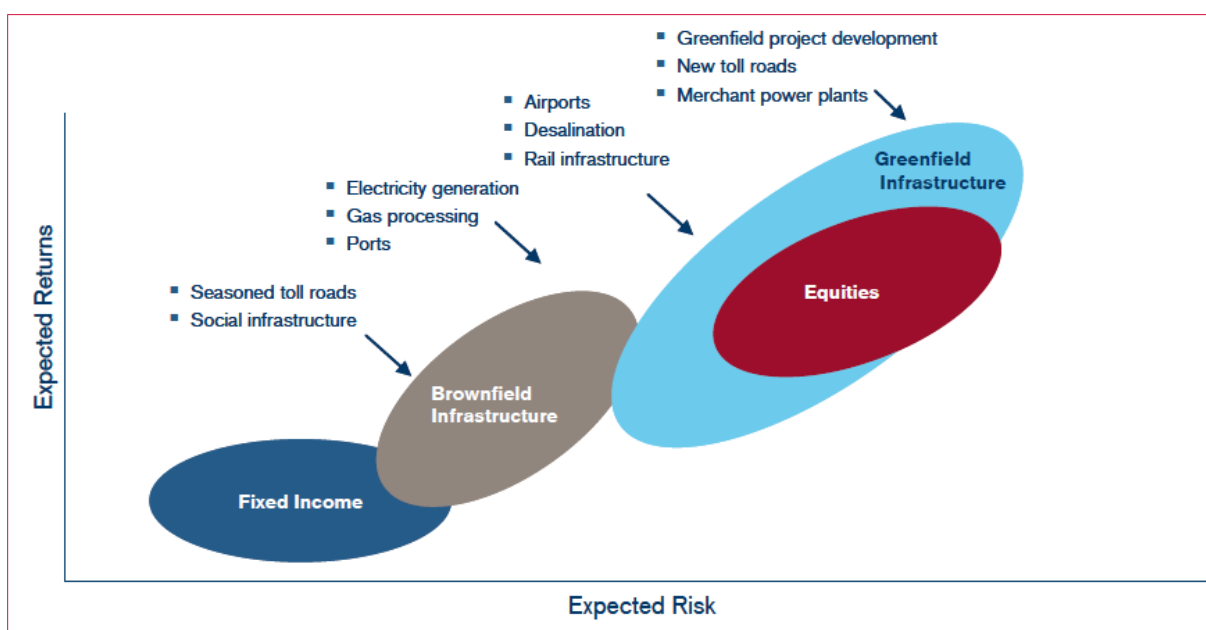 ▪ Greenfield project development
▪ New toll roads
▪ Merchant power plants
▪ Airports
▪ Desalination
▪ Rail infrastructure
▪ Electricity generation
▪ Gas processing
▪ Ports
▪ Seasoned toll roads
▪ Social infrastructure
Greenfield
Infrastructure
Equities
Brownfield
Infrastructure
Fixed Income
Expected Returns
Expected Risk